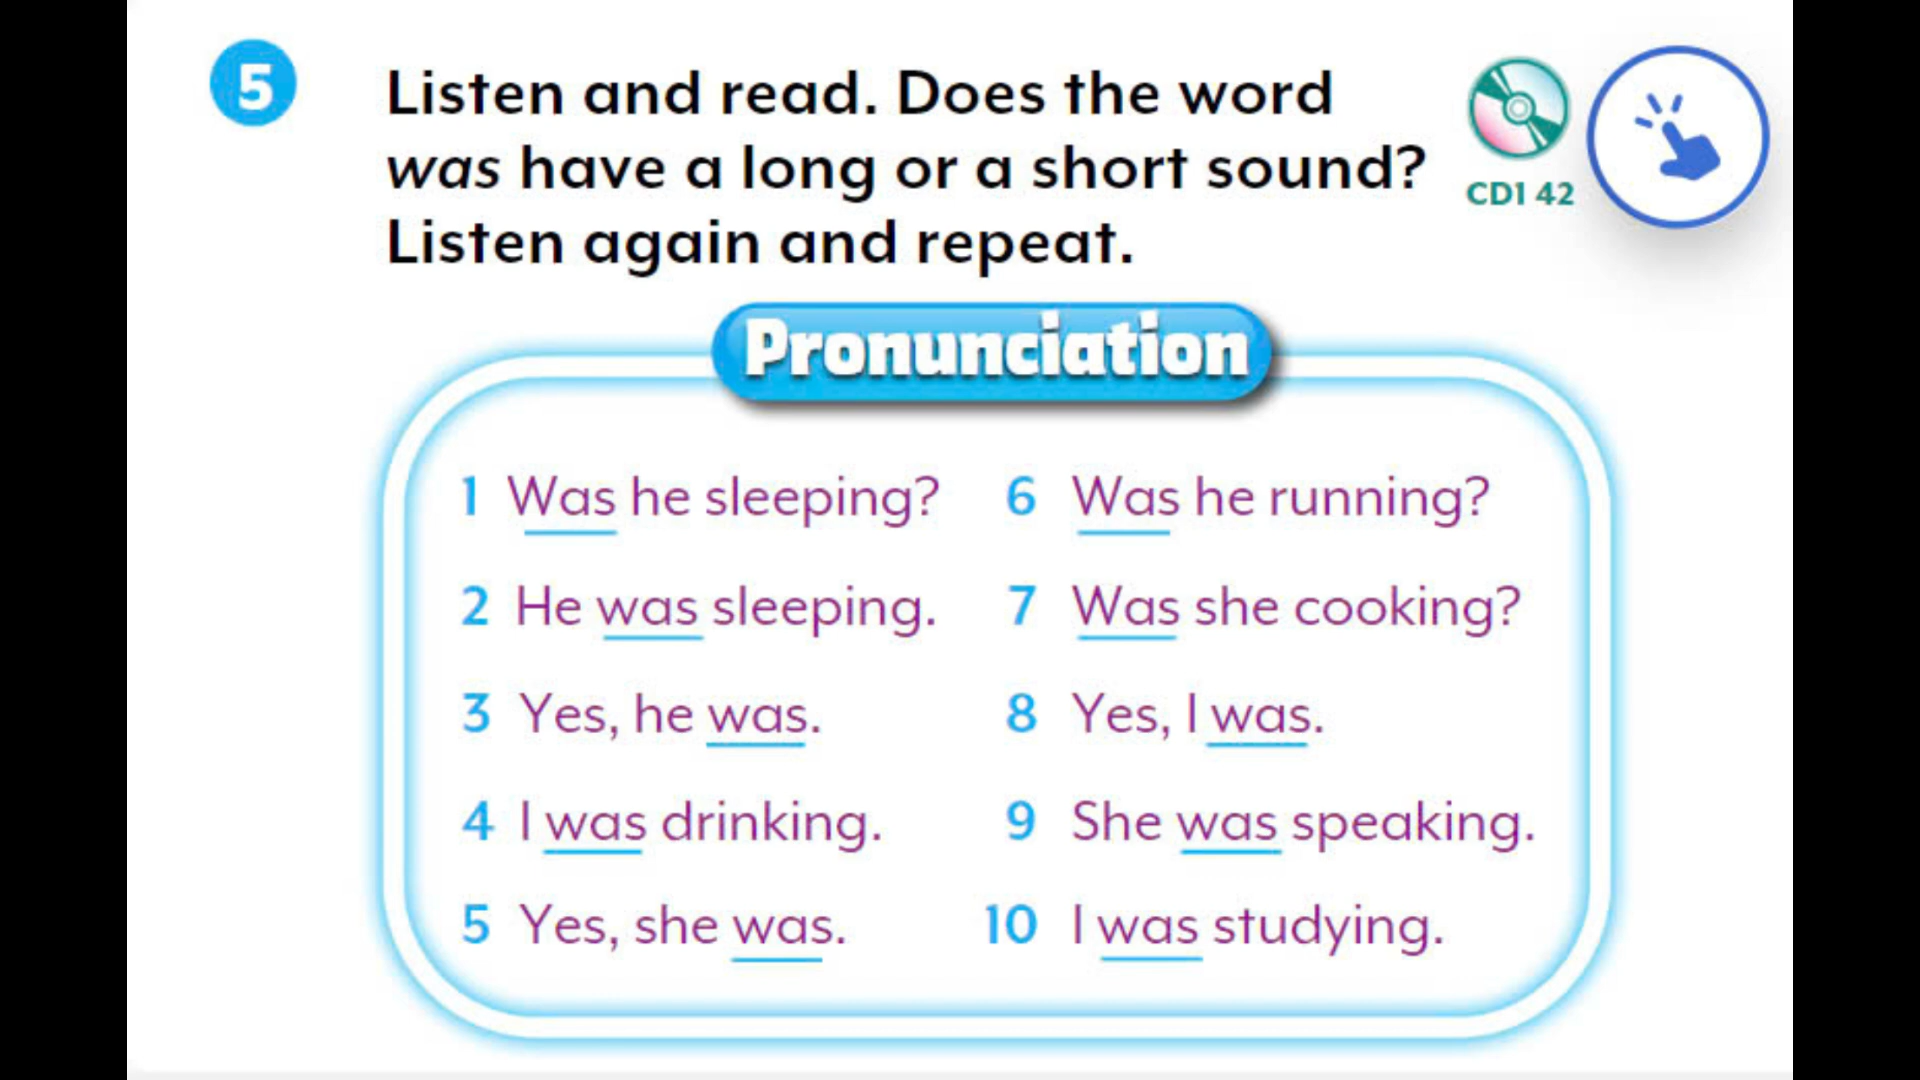 5
Listen and read. Does the word
was have a long or a short sound?
Listen again and repeat.
CD1 42
Pronunciation
1 Was he sleeping?
2 He was sleeping.
3 Yes, he was.
4 I was drinking.
5 Yes, she was.
6 Was he running?
7 Was she cooking?
8 Yes, I was.
9 She was speaking.
10 I was studying.